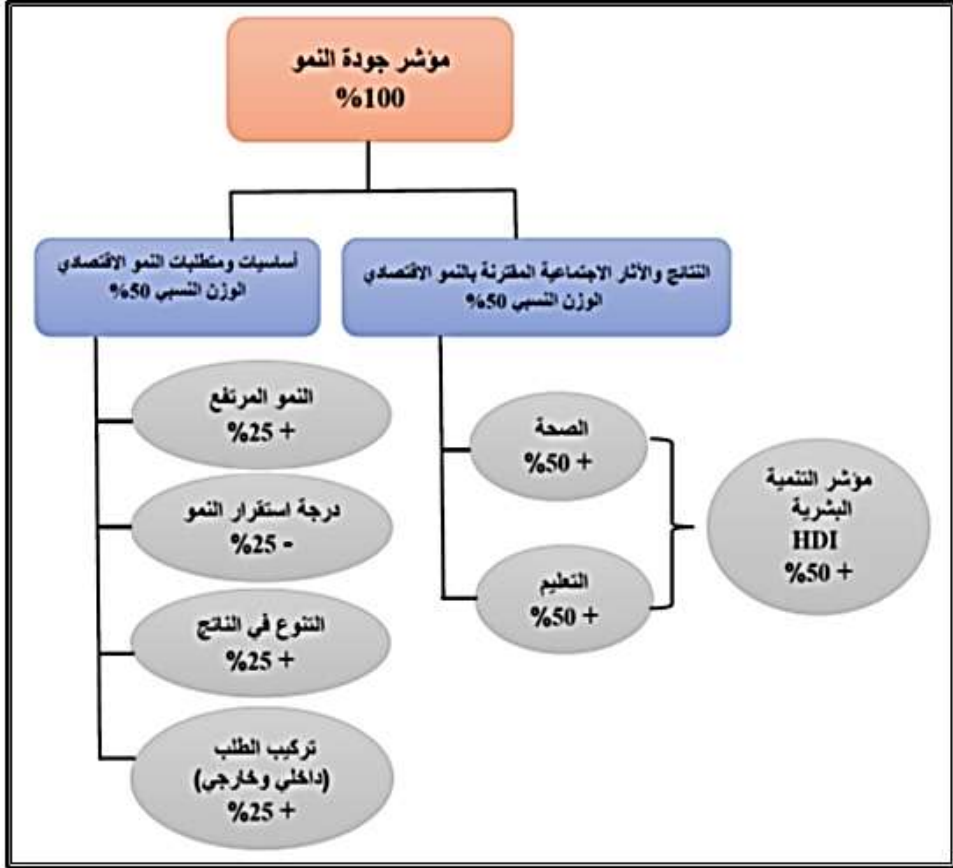 مؤشر جودة النمو
%100
النتائج والآثار الاجتماعية المقترنة بالنمو الاقتصادي
الوزن النسبي 50%
أساسيات ومتطلبات النمو الاقتصادي
الوزن النسبي 50%
الصحة
%50 +
التعليم
%50 +
مؤشر التنمية
البشرية
HDI
%50 +
النمو المرتفع
%25 +
درجة استقرار النمو
%25 -
التنوع في الناتج
%25 +
تركيب الطلب
(داخلي وخارجي)
%25 +